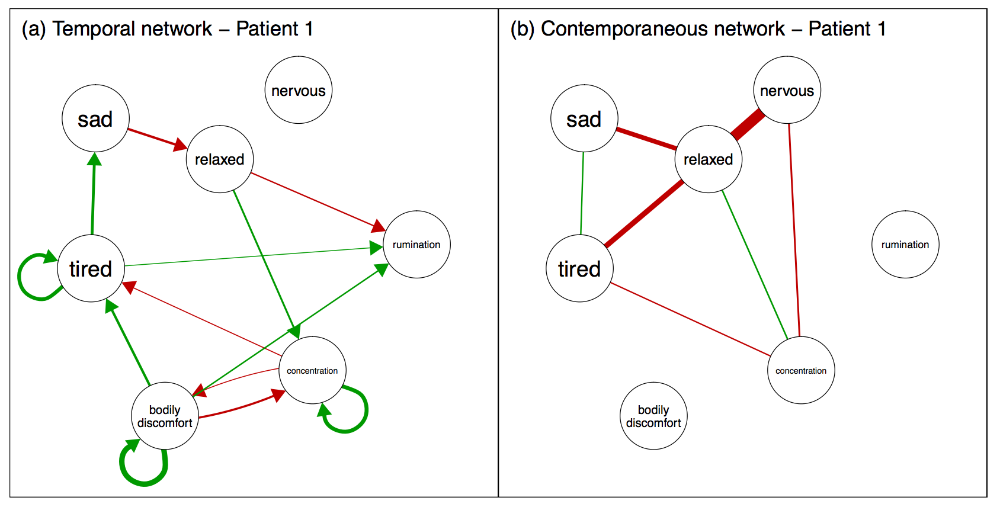 (a) Temporal network – Patient 1
nervous
sad
relaxed
rumination
tired
concentration
bodily
discomfort
(b) Contemporaneous network – Patient 1
nervous
sad
relaxed
rumination
tired
concentration
bodily
discomfort